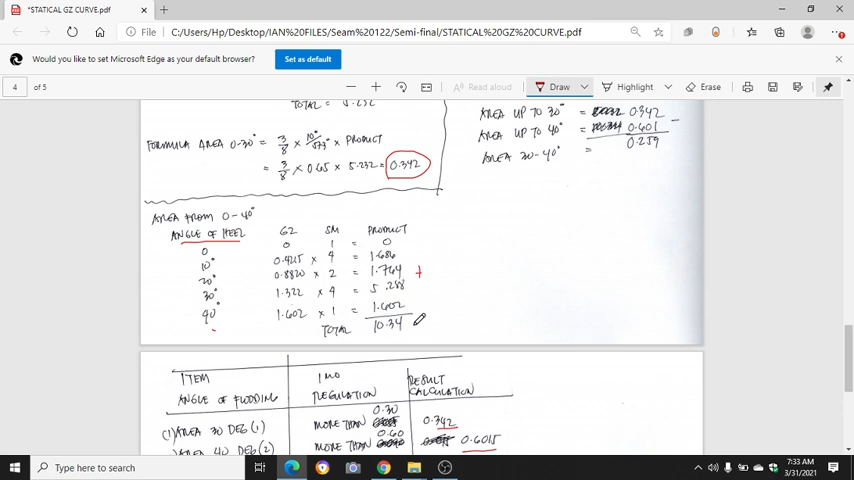 *STATICAL GZ CURVE.pdf
File
C:/Users/Hp/Desktop/IAN%20FILES/Seam%20122/Semi-final/STATICAL%20GZ%20CURVE.pdf
Would you like to set Microsoft Edge as your default browser?
Set as default
4 of 5
Read aloud
Draw
Highlight
Erase
TOTAL = 5.232
FORMULA AREA 0-30° = 3/8 × 10°/57.3° × PRODUCT
= 3/8 × 0.65 × 5.232 = 0.342
AREA UP TO 30° = 0.342
AREA UP TO 40° = 0.601 -
AREA 30-40° = 0.259
AREA FROM 0-40°
ANGLE OF HEEL GZ SM PRODUCT
0 0 1 = 0
10° 0.4215 × 4 = 1.686
20° 0.8820 × 2 = 1.764 +
30° 1.322 × 4 = 5.288
40° 1.602 × 1 = 1.602
TOTAL 10.34
ITEM IMO RESULT
ANGLE OF FLODDING REGULATION CALCULATION
(1) AREA 30 DEG (1) MORE THAN 0.30 0.342
) AREA 40 DEG (2) MORE THAN 0.60 0.6015
Type here to search
7:33 AM
3/31/2021